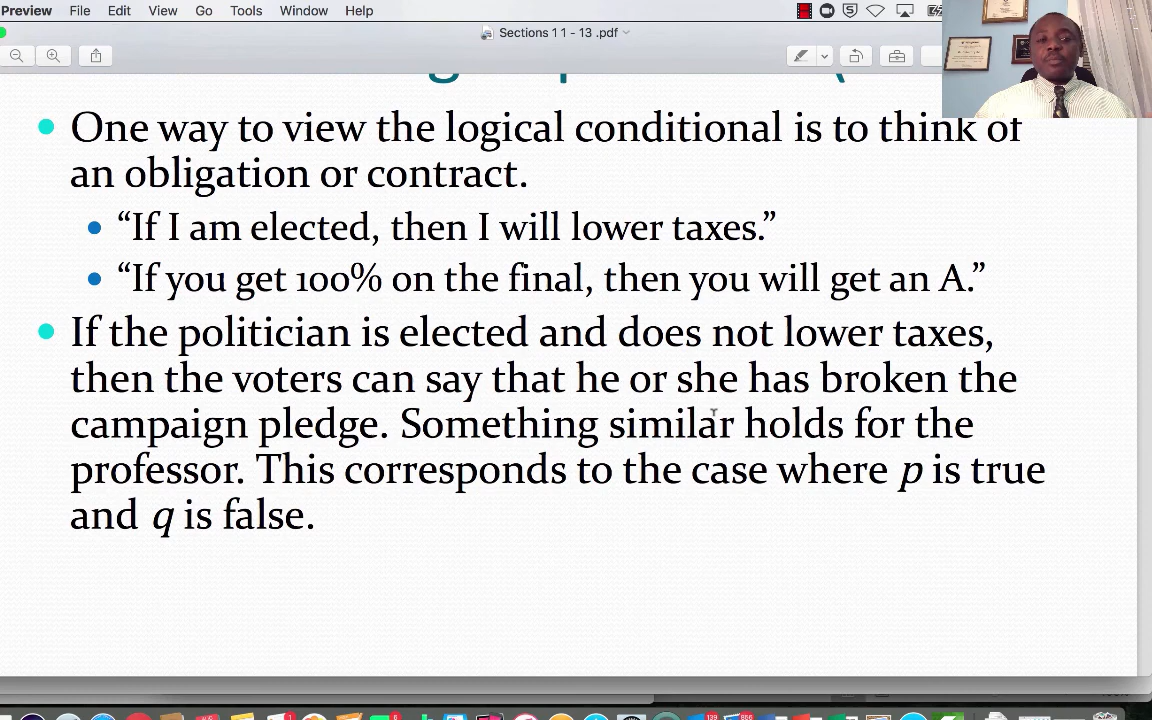 Preview File Edit View Go Tools Window Help
Sections 1 1 - 13 .pdf
One way to view the logical conditional is to think of
an obligation or contract.
“If I am elected, then I will lower taxes.”
“If you get 100% on the final, then you will get an A.”
If the politician is elected and does not lower taxes,
then the voters can say that he or she has broken the
campaign pledge. Something similar holds for the
professor. This corresponds to the case where p is true
and q is false.